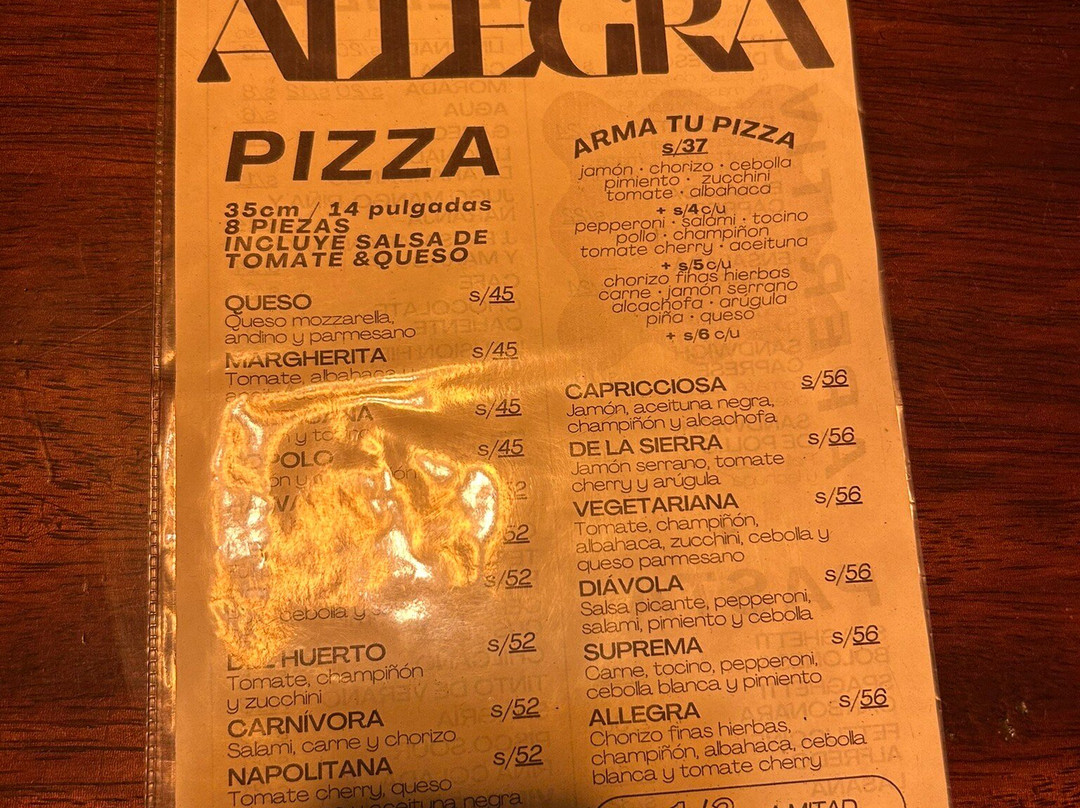 ALLEGRA
PIZZA
35cm / 14 pulgadas
8 PIEZAS
INCLUYE SALSA DE
TOMATE &QUESO
QUESO s/45
Queso mozzarella,
andino y parmesano
MARGHERITA s/45
Tomate, albahaca
s/45
s/45
52
s/52
cebolla y
HUERTO s/52
Tomate, champiñón
y zucchini
CARNÍVORA s/52
Salami, carne y chorizo
NAPOLITANA s/52
Tomate cherry, queso
aceituna negra
ARMA TU PIZZA
s/37
jamón · chorizo · cebolla
pimiento · zucchini
tomate · albahaca
+ s/4 c/u
pepperoni · salami · tocino
pollo · champiñon
tomate cherry · aceituna
+ s/5 c/u
chorizo finas hierbas
carne · jamón serrano
alcachofa · arúgula
piña · queso
+ s/6 c/u
CAPRICCIOSA s/56
Jamón, aceituna negra,
champiñón y alcachofa
DE LA SIERRA s/56
Jamón serrano, tomate
cherry y arúgula
VEGETARIANA s/56
Tomate, champiñón,
albahaca, zucchini, cebolla y
queso parmesano
DIÁVOLA s/56
Salsa picante, pepperoni,
salami, pimiento y cebolla
SUPREMA s/56
Carne, tocino, pepperoni,
cebolla blanca y pimiento
ALLEGRA s/56
Chorizo finas hierbas,
champiñón, albahaca, cebolla
blanca y tomate cherry
MITAD